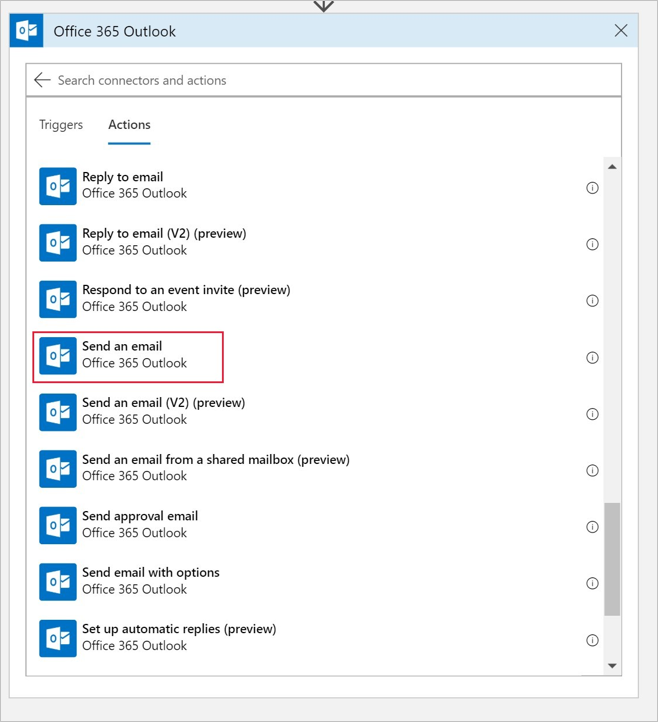 Office 365 Outlook
Search connectors and actions
Triggers Actions
Reply to email
Office 365 Outlook
Reply to email (V2) (preview)
Office 365 Outlook
Respond to an event invite (preview)
Office 365 Outlook
Send an email
Office 365 Outlook
Send an email (V2) (preview)
Office 365 Outlook
Send an email from a shared mailbox (preview)
Office 365 Outlook
Send approval email
Office 365 Outlook
Send email with options
Office 365 Outlook
Set up automatic replies (preview)
Office 365 Outlook